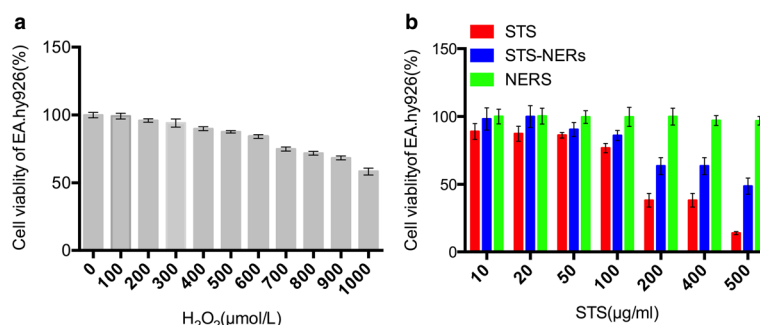 a
Cell viablity of EA.hy926(%)
150
100
50
0
0 100 200 300 400 500 600 700 800 900 1000
H2O2(μmol/L)
b
STS
STS-NERs
NERS
Cell viablityof EA.hy926(%)
150
100
50
0
10 20 50 100 200 400 500
STS(μg/ml)